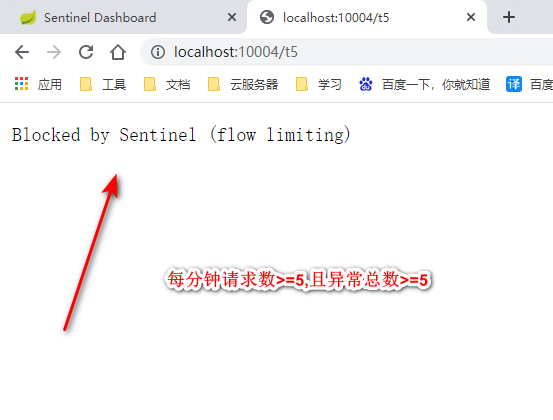 Sentinel Dashboard
localhost:10004/t5
localhost:10004/t5
应用 工具 文档 云服务器 学习 百度一下，你就知道 译 百度
Blocked by Sentinel (flow limiting)
每分钟请求数>=5,且异常总数>=5